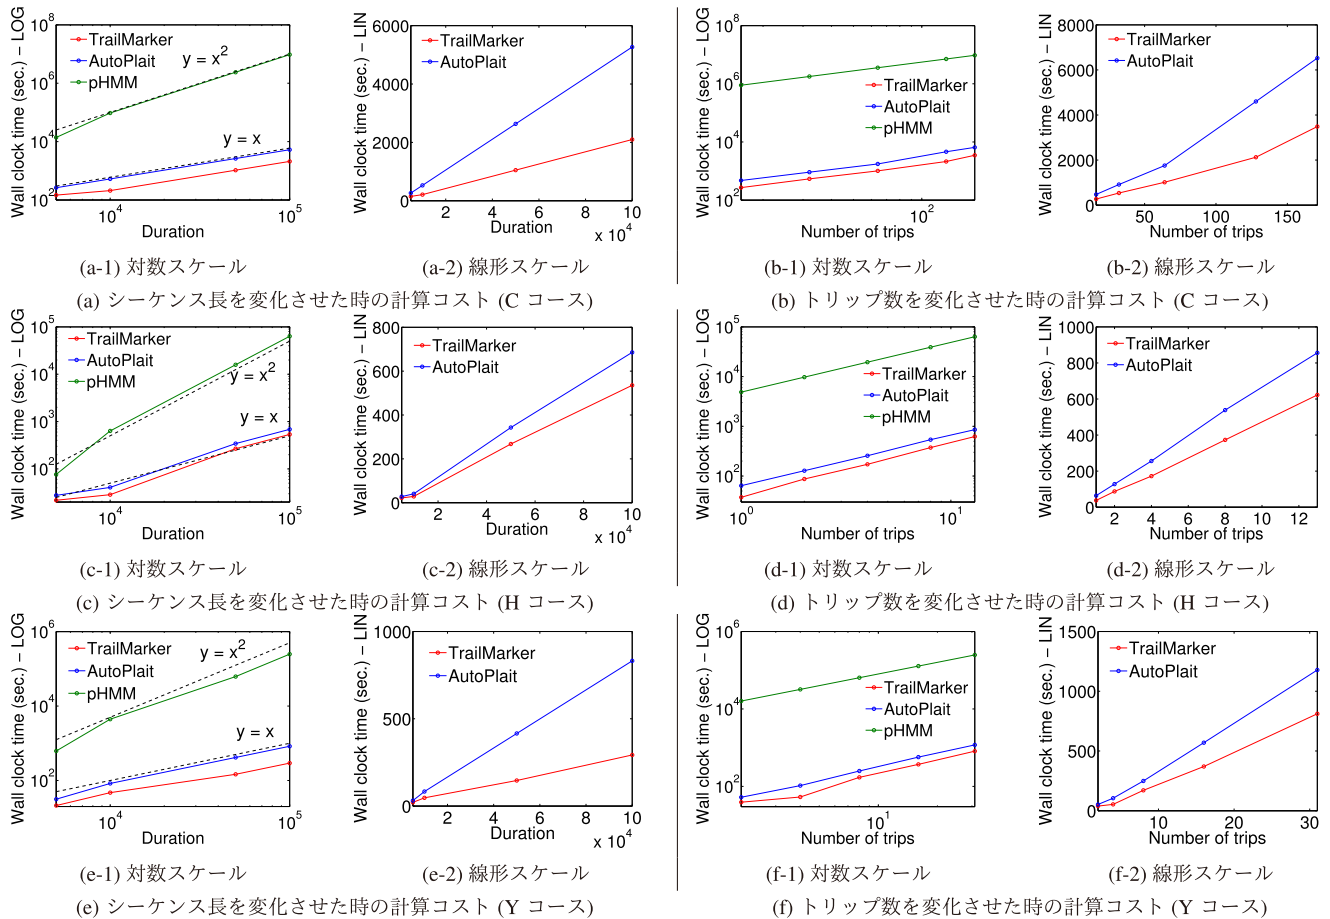 Wall clock time (sec.) − LOG
10^8
10^6
10^4
10^2
TrailMarker
AutoPlait
pHMM
y = x^2
y = x
10^4
10^5
Duration
(a-1) 対数スケール
Wall clock time (sec.) − LIN
6000
4000
2000
0
TrailMarker
AutoPlait
2 4 6 8 10
Duration
x 10^4
(a-2) 線形スケール
(a) シーケンス長を変化させた時の計算コスト (C コース)
Wall clock time (sec.) − LOG
10^8
10^6
10^4
10^2
TrailMarker
AutoPlait
pHMM
10^2
Number of trips
(b-1) 対数スケール
Wall clock time (sec.) − LIN
8000
6000
4000
2000
0
TrailMarker
AutoPlait
50 100 150
Number of trips
(b-2) 線形スケール
(b) トリップ数を変化させた時の計算コスト (C コース)
Wall clock time (sec.) − LOG
10^5
10^4
10^3
10^2
TrailMarker
AutoPlait
pHMM
y = x^2
y = x
10^4
10^5
Duration
(c-1) 対数スケール
Wall clock time (sec.) − LIN
800
600
400
200
0
TrailMarker
AutoPlait
2 4 6 8 10
Duration
x 10^4
(c-2) 線形スケール
(c) シーケンス長を変化させた時の計算コスト (H コース)
Wall clock time (sec.) − LOG
10^5
10^4
10^3
10^2
TrailMarker
AutoPlait
pHMM
10^0
10^1
Number of trips
(d-1) 対数スケール
Wall clock time (sec.) − LIN
1000
800
600
400
200
0
TrailMarker
AutoPlait
2 4 6 8 10 12
Number of trips
(d-2) 線形スケール
(d) トリップ数を変化させた時の計算コスト (H コース)
Wall clock time (sec.) − LOG
10^6
10^4
10^2
TrailMarker
AutoPlait
pHMM
y = x^2
y = x
10^4
10^5
Duration
(e-1) 対数スケール
Wall clock time (sec.) − LIN
1000
500
0
TrailMarker
AutoPlait
0 2 4 6 8 10
Duration
x 10^4
(e-2) 線形スケール
(e) シーケンス長を変化させた時の計算コスト (Y コース)
Wall clock time (sec.) − LOG
10^6
10^4
10^2
TrailMarker
AutoPlait
pHMM
10^1
Number of trips
(f-1) 対数スケール
Wall clock time (sec.) − LIN
1500
1000
500
0
TrailMarker
AutoPlait
10 20 30
Number of trips
(f-2) 線形スケール
(f) トリップ数を変化させた時の計算コスト (Y コース)